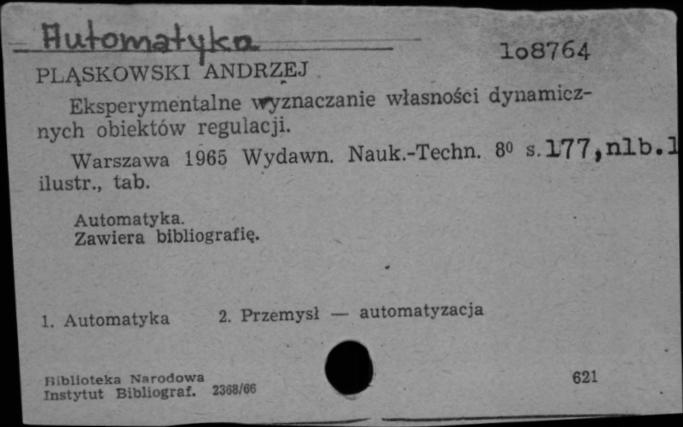 Automatyka
108764
PLĄSKOWSKI ANDRZEJ
Eksperymentalne wyznaczanie własności dynamicz-
nych obiektów regulacji.
Warszawa 1965 Wydawn. Nauk.-Techn. 8⁰ s.177,nlb.1
ilustr., tab.
Automatyka.
Zawiera bibliografię.
1. Automatyka 2. Przemysł — automatyzacja
Biblioteka Narodowa
Instytut Bibliograf. 2368/66
621